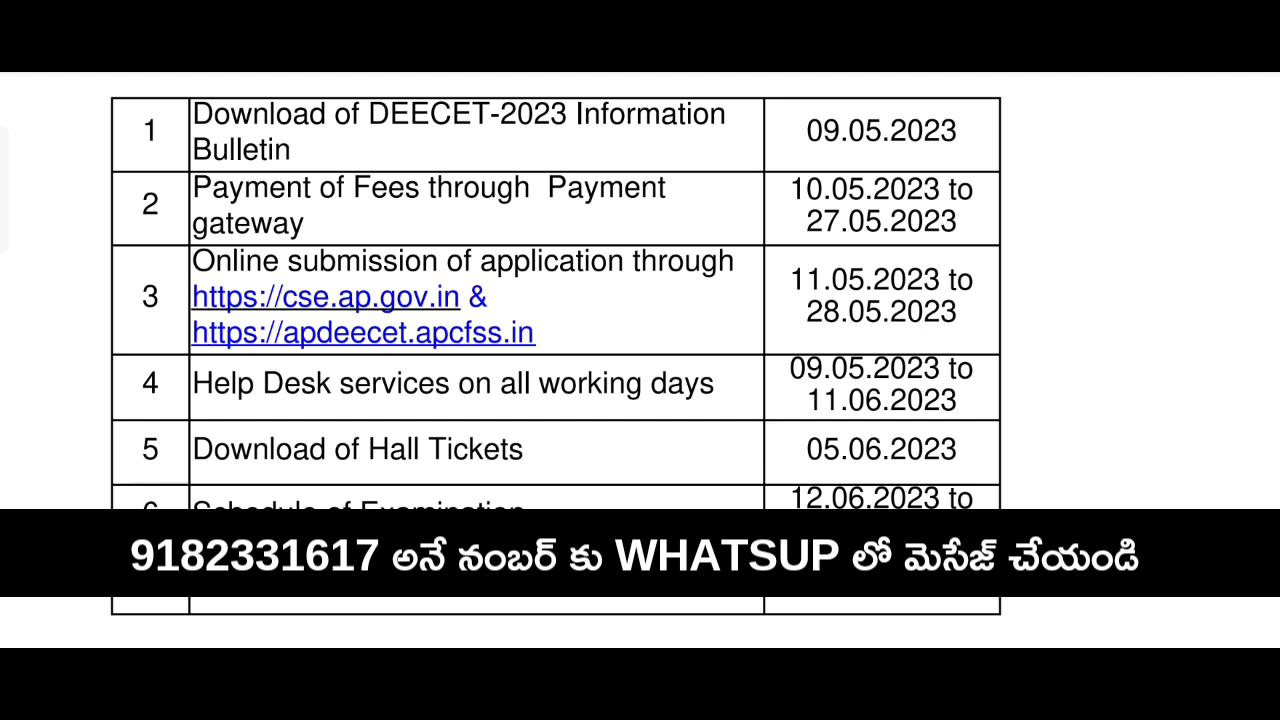 1 Download of DEECET-2023 Information 09.05.2023
Bulletin
2 Payment of Fees through Payment 10.05.2023 to
gateway 27.05.2023
3 Online submission of application through 11.05.2023 to
https://cse.ap.gov.in & 28.05.2023
https://apdeecet.apcfss.in
4 Help Desk services on all working days 09.05.2023 to
11.06.2023
5 Download of Hall Tickets 05.06.2023
6 Schedule of Examination 12.06.2023 to
9182331617 అనే నంబర్ కు WHATSUP లో మెసేజ్ చేయండి